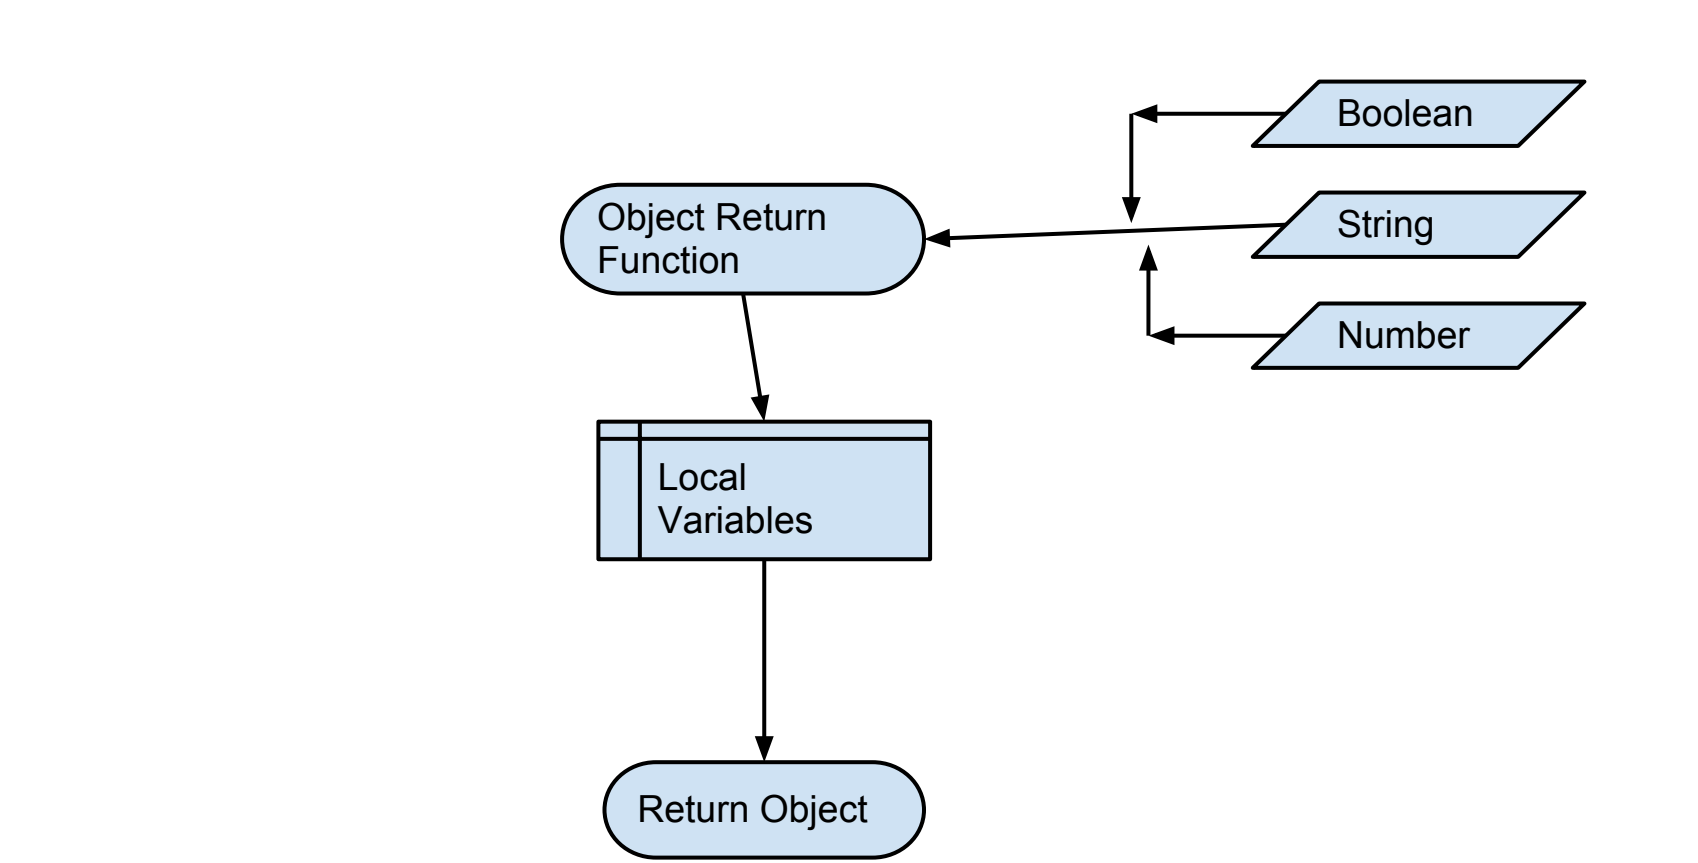 Boolean
Object Return
Function
String
Number
Local
Variables
Return Object